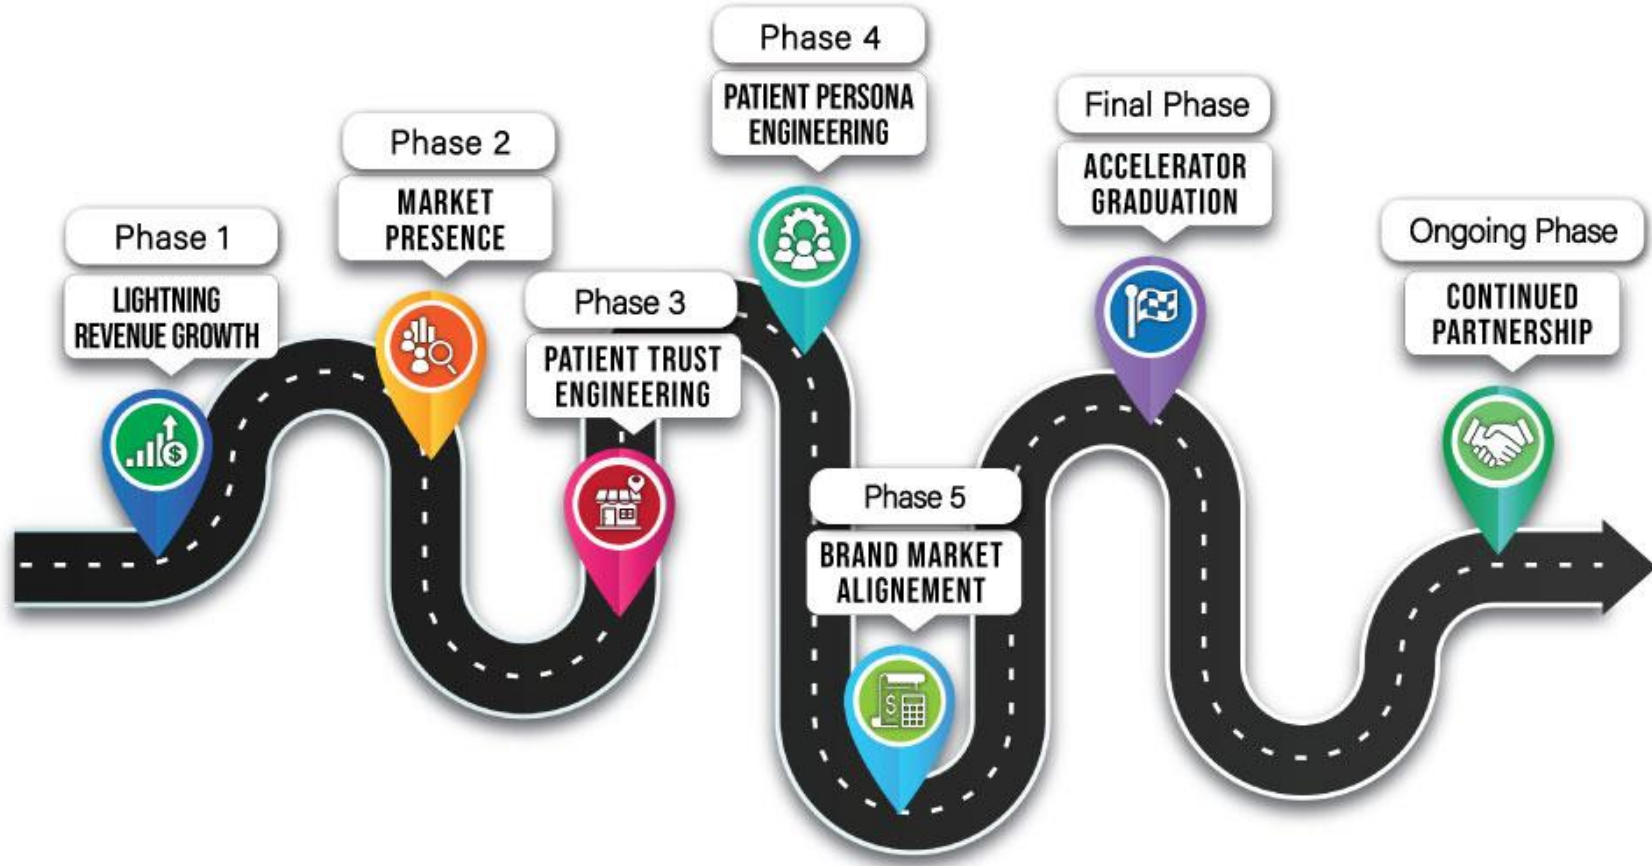 Phase 1
LIGHTNING
REVENUE GROWTH
Phase 2
MARKET
PRESENCE
Phase 3
PATIENT TRUST
ENGINEERING
Phase 4
PATIENT PERSONA
ENGINEERING
Phase 5
BRAND MARKET
ALIGNEMENT
Final Phase
ACCELERATOR
GRADUATION
Ongoing Phase
CONTINUED
PARTNERSHIP
$
$